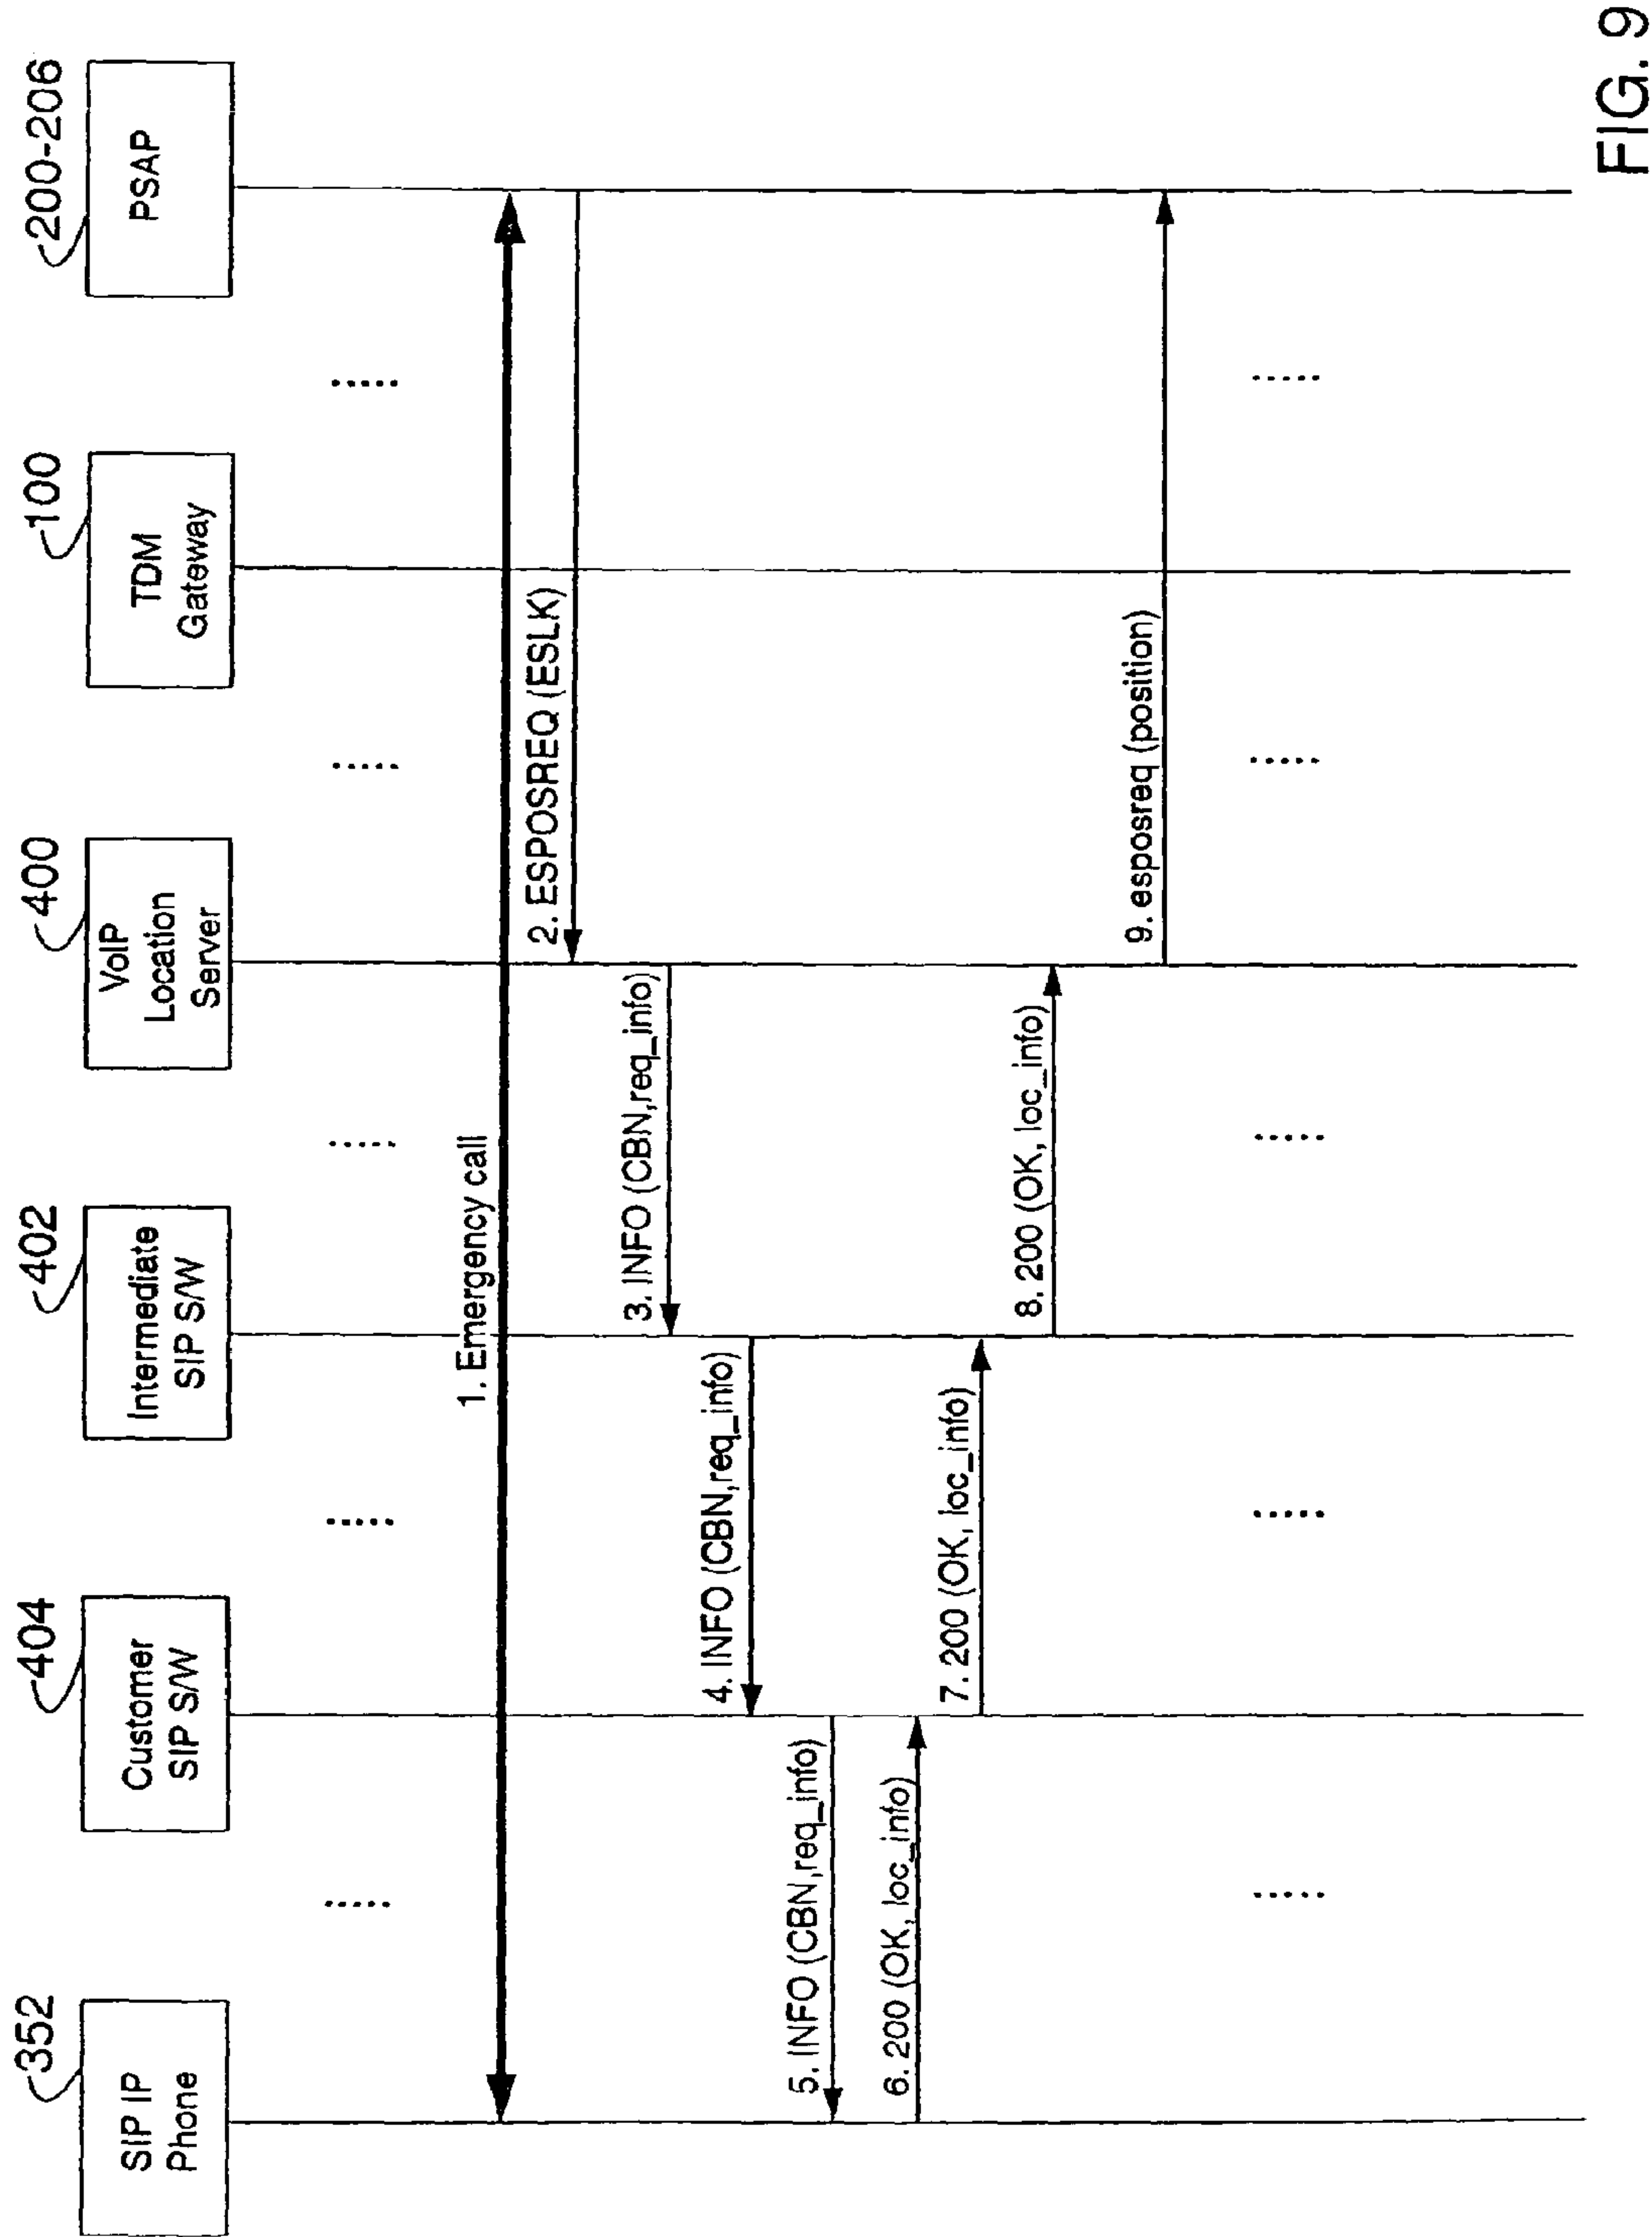 352
404
402
400
100
200-206
SIP IP
Phone
Customer
SIP S/W
Intermediate
SIP S/W
VoIP
Location
Server
TDM
Gateway
PSAP
1. Emergency call
2. ESPOSREQ (ESLK)
3. INFO (CBN,req_info)
4. INFO (CBN,req_info)
5. INFO (CBN,req_info)
6. 200 (OK, loc_info)
7. 200 (OK, loc_info)
8. 200 (OK, loc_info)
9. esposreq (position)
FIG. 9